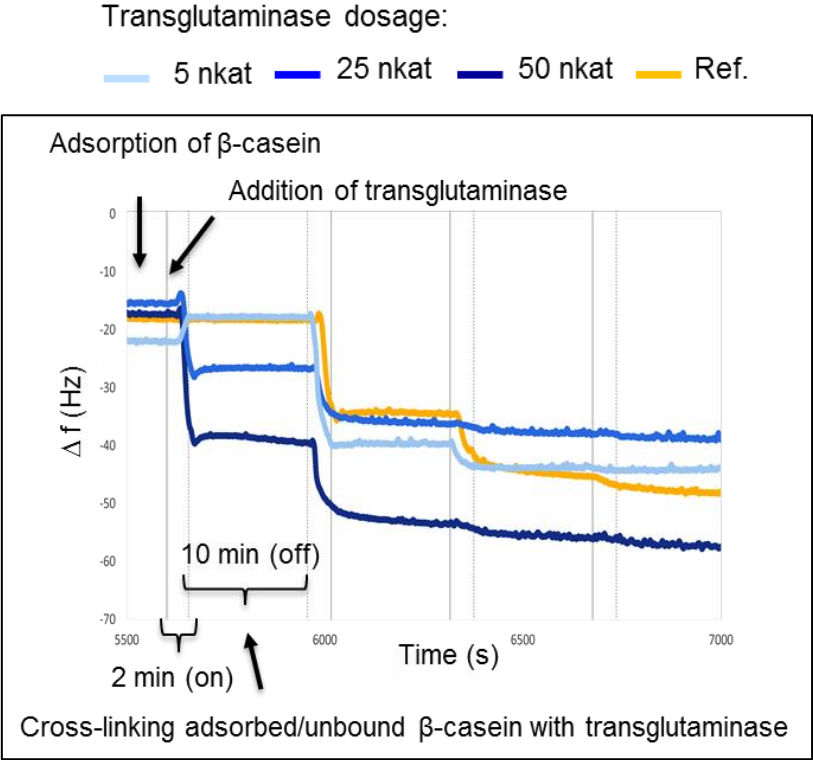 Transglutaminase dosage:
5 nkat 25 nkat 50 nkat Ref.
Adsorption of β-casein
Addition of transglutaminase
0
-10
-20
-30
-40
-50
-60
-70
Δ f (Hz)
10 min (off)
5500 6000 6500 7000
Time (s)
2 min (on)
Cross-linking adsorbed/unbound β-casein with transglutaminase